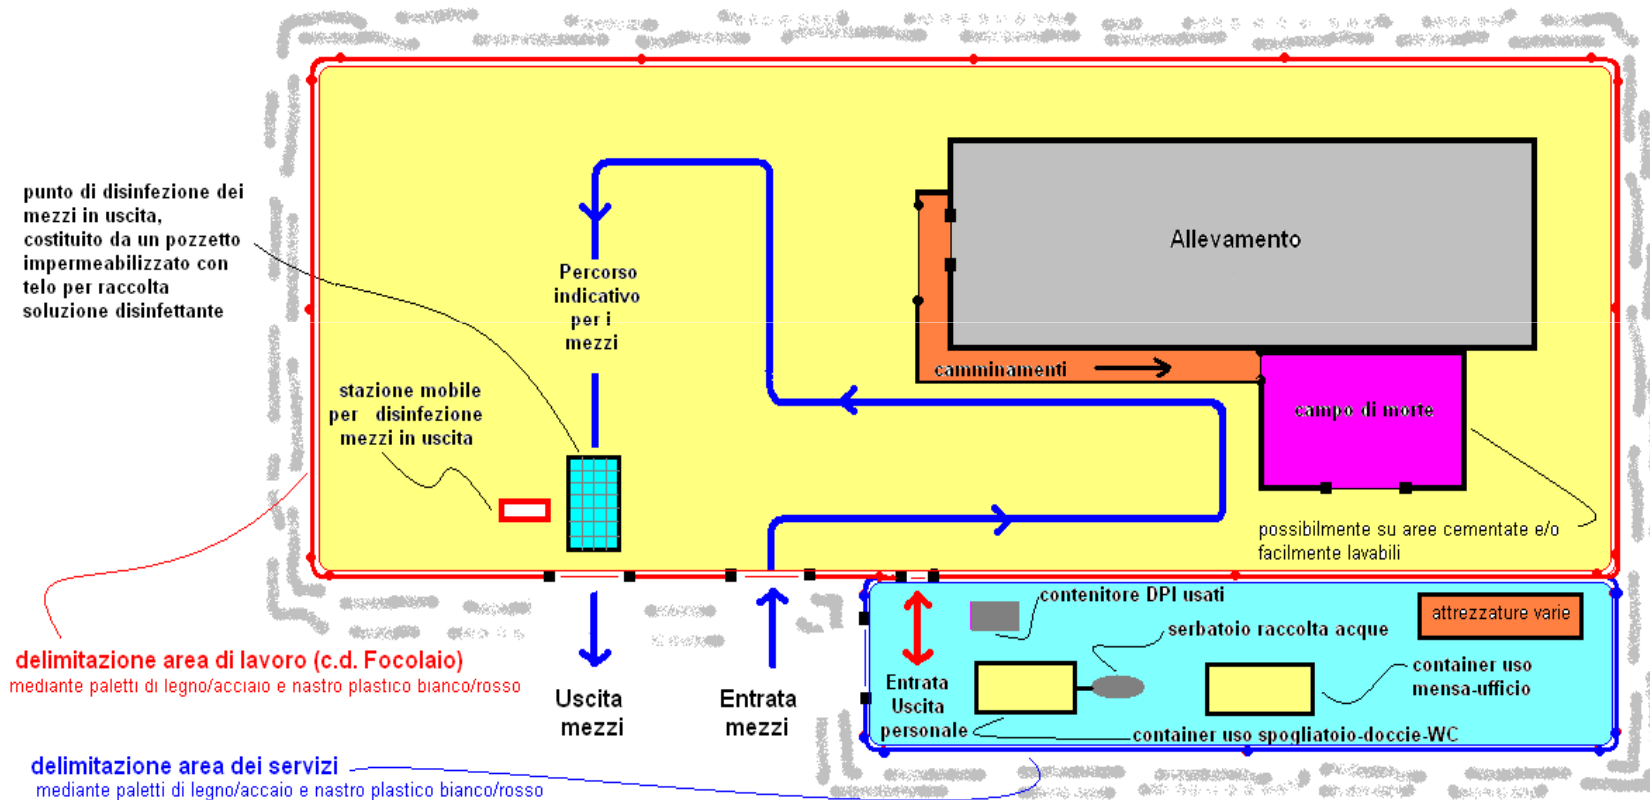 punto di disinfezione dei
mezzi in uscita,
costituito da un pozzetto
impermeabilizzato con
telo per raccolta
soluzione disinfettante
stazione mobile
per disinfezione
mezzi in uscita
Percorso
indicativo
per i
mezzi
Allevamento
camminamenti
campo di morte
possibilmente su aree cementate e/o
facilmente lavabili
delimitazione area di lavoro (c.d. Focolaio)
mediante paletti di legno/acciaio e nastro plastico bianco/rosso
Uscita
mezzi
Entrata
mezzi
Entrata
Uscita
personale
contenitore DPI usati
serbatoio raccolta acque
attrezzature varie
container uso
mensa-ufficio
container uso spogliatoio-doccie-WC
delimitazione area dei servizi
mediante paletti di legno/accaio e nastro plastico bianco/rosso